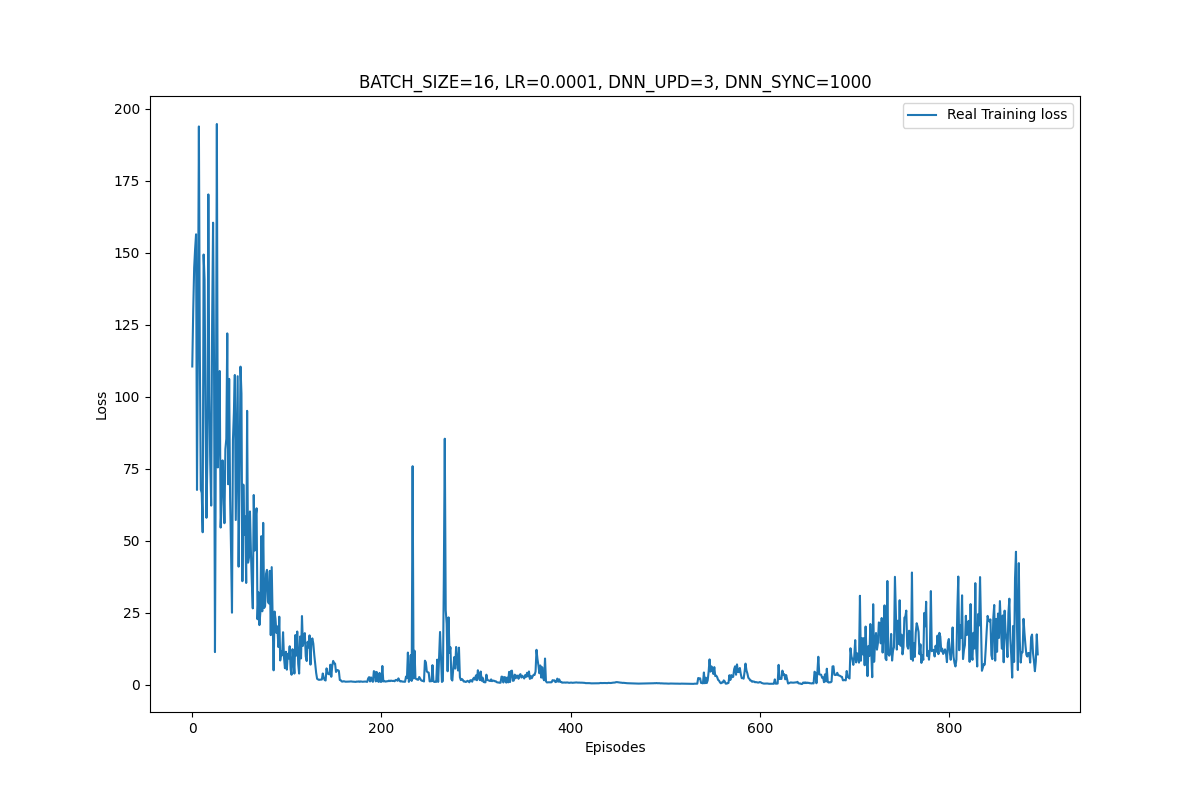 BATCH_SIZE=16, LR=0.0001, DNN_UPD=3, DNN_SYNC=1000
Real Training loss
200
175
150
125
100
75
50
25
0
Loss
0 200 400 600 800
Episodes